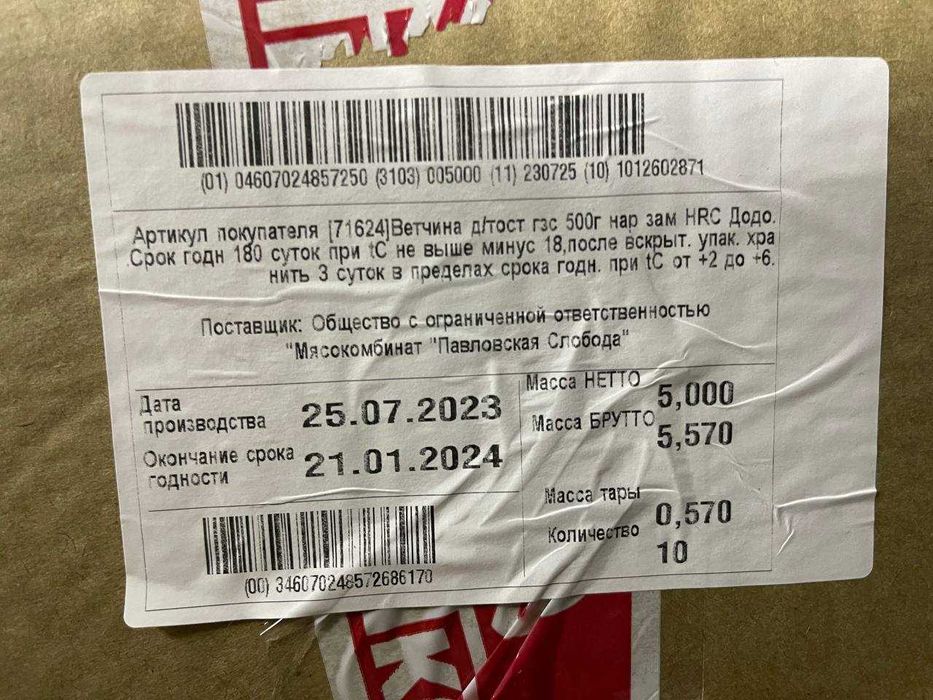 (01) 04607024857250 (3103) 005000 (11) 230725 (10) 1012602871
Артикул покупателя [71624]Ветчина д/тост гзс 500г нар зам HRC Додо.
Срок годн 180 суток при tC не выше минус 18,после вскрыт. упак. хра
нить 3 суток в пределах срока годн. при tC от +2 до +6.
Поставщик: Общество с ограниченной ответственностью
"Мясокомбинат "Павловская Слобода"
Дата
производства 25.07.2023
Окончание срока
годности 21.01.2024
Масса НЕТТО 5,000
Масса БРУТТО 5,570
Масса тары 0,570
Количество 10
(00) 346070248572686170